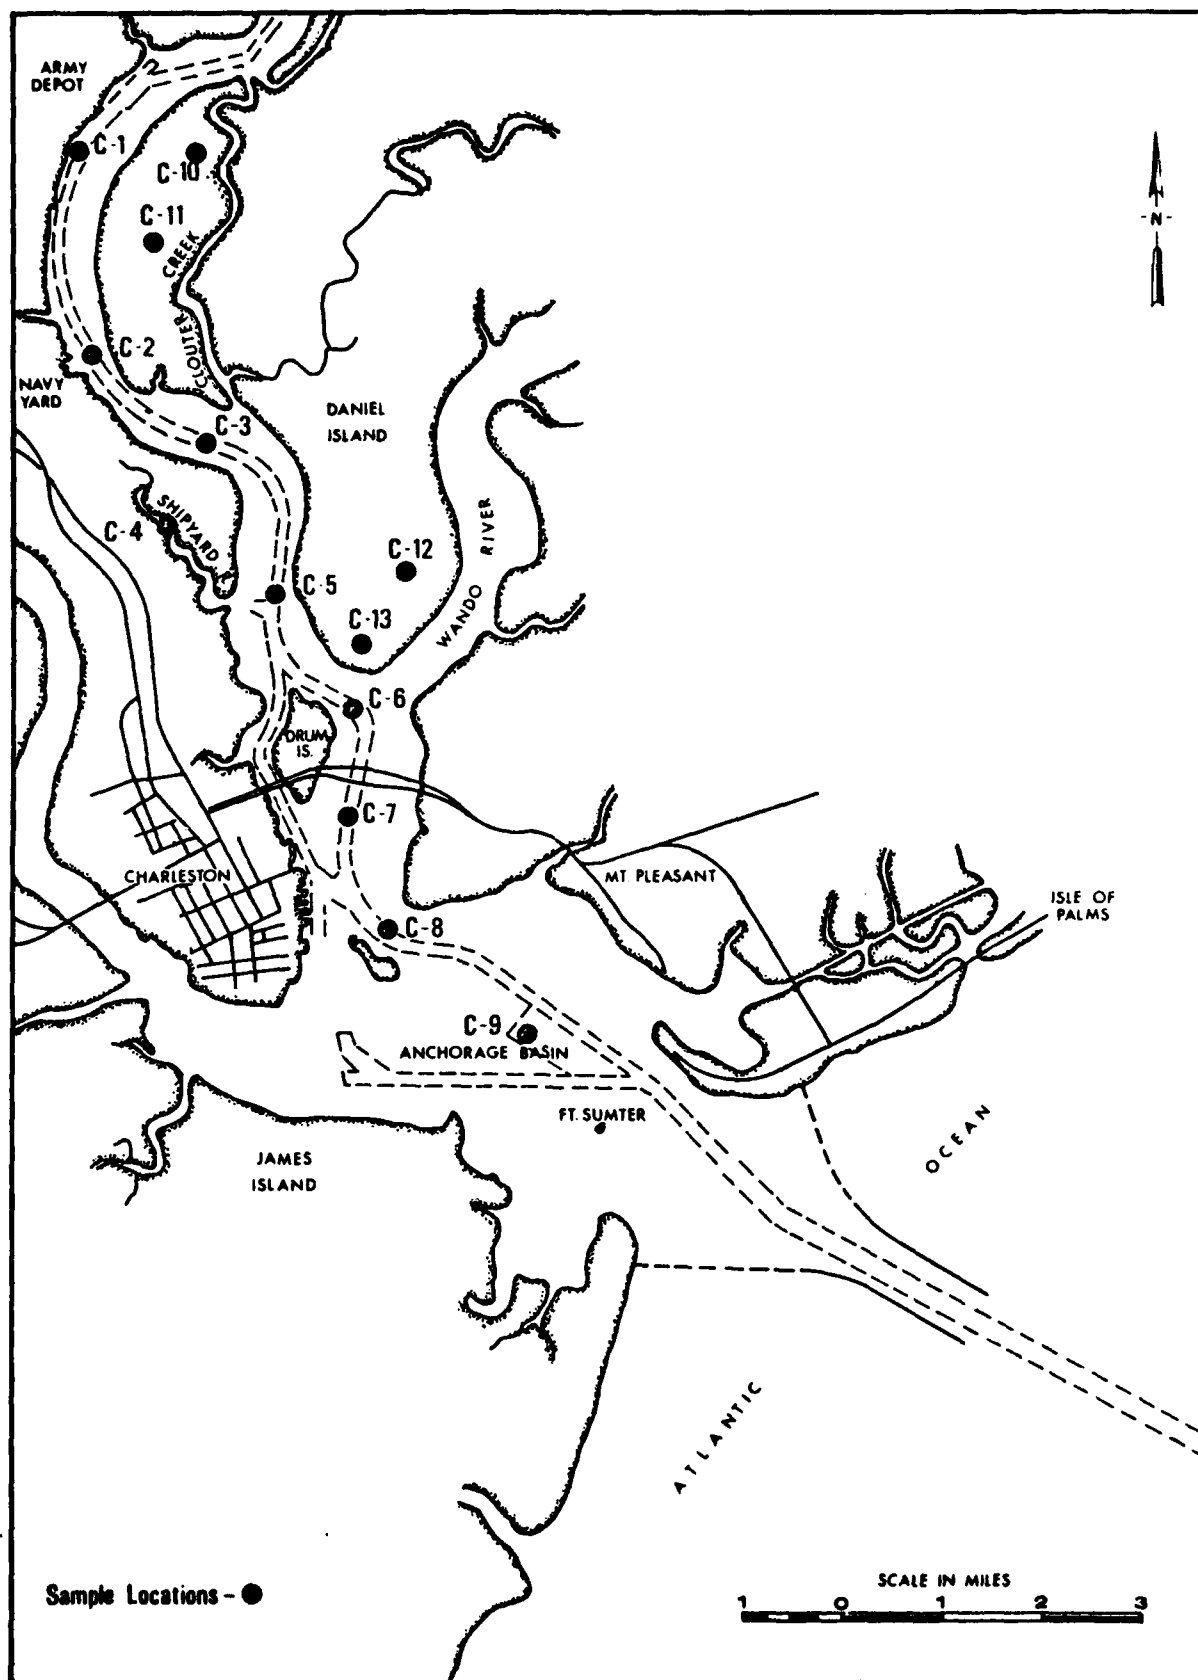 ARMY
DEPOT
C-1
C-10
C-11
CLOUTER CREEK
C-2
NAVY
YARD
C-3
DANIEL
ISLAND
SHIPYARD
C-4
WANDO RIVER
C-12
C-5
C-13
C-6
DRUM
IS.
C-7
CHARLESTON
MT. PLEASANT
ISLE OF
PALMS
C-8
C-9
ANCHORAGE BASIN
FT. SUMTER
JAMES
ISLAND
ATLANTIC OCEAN
-N-
Sample Locations -
SCALE IN MILES
1 0 1 2 3